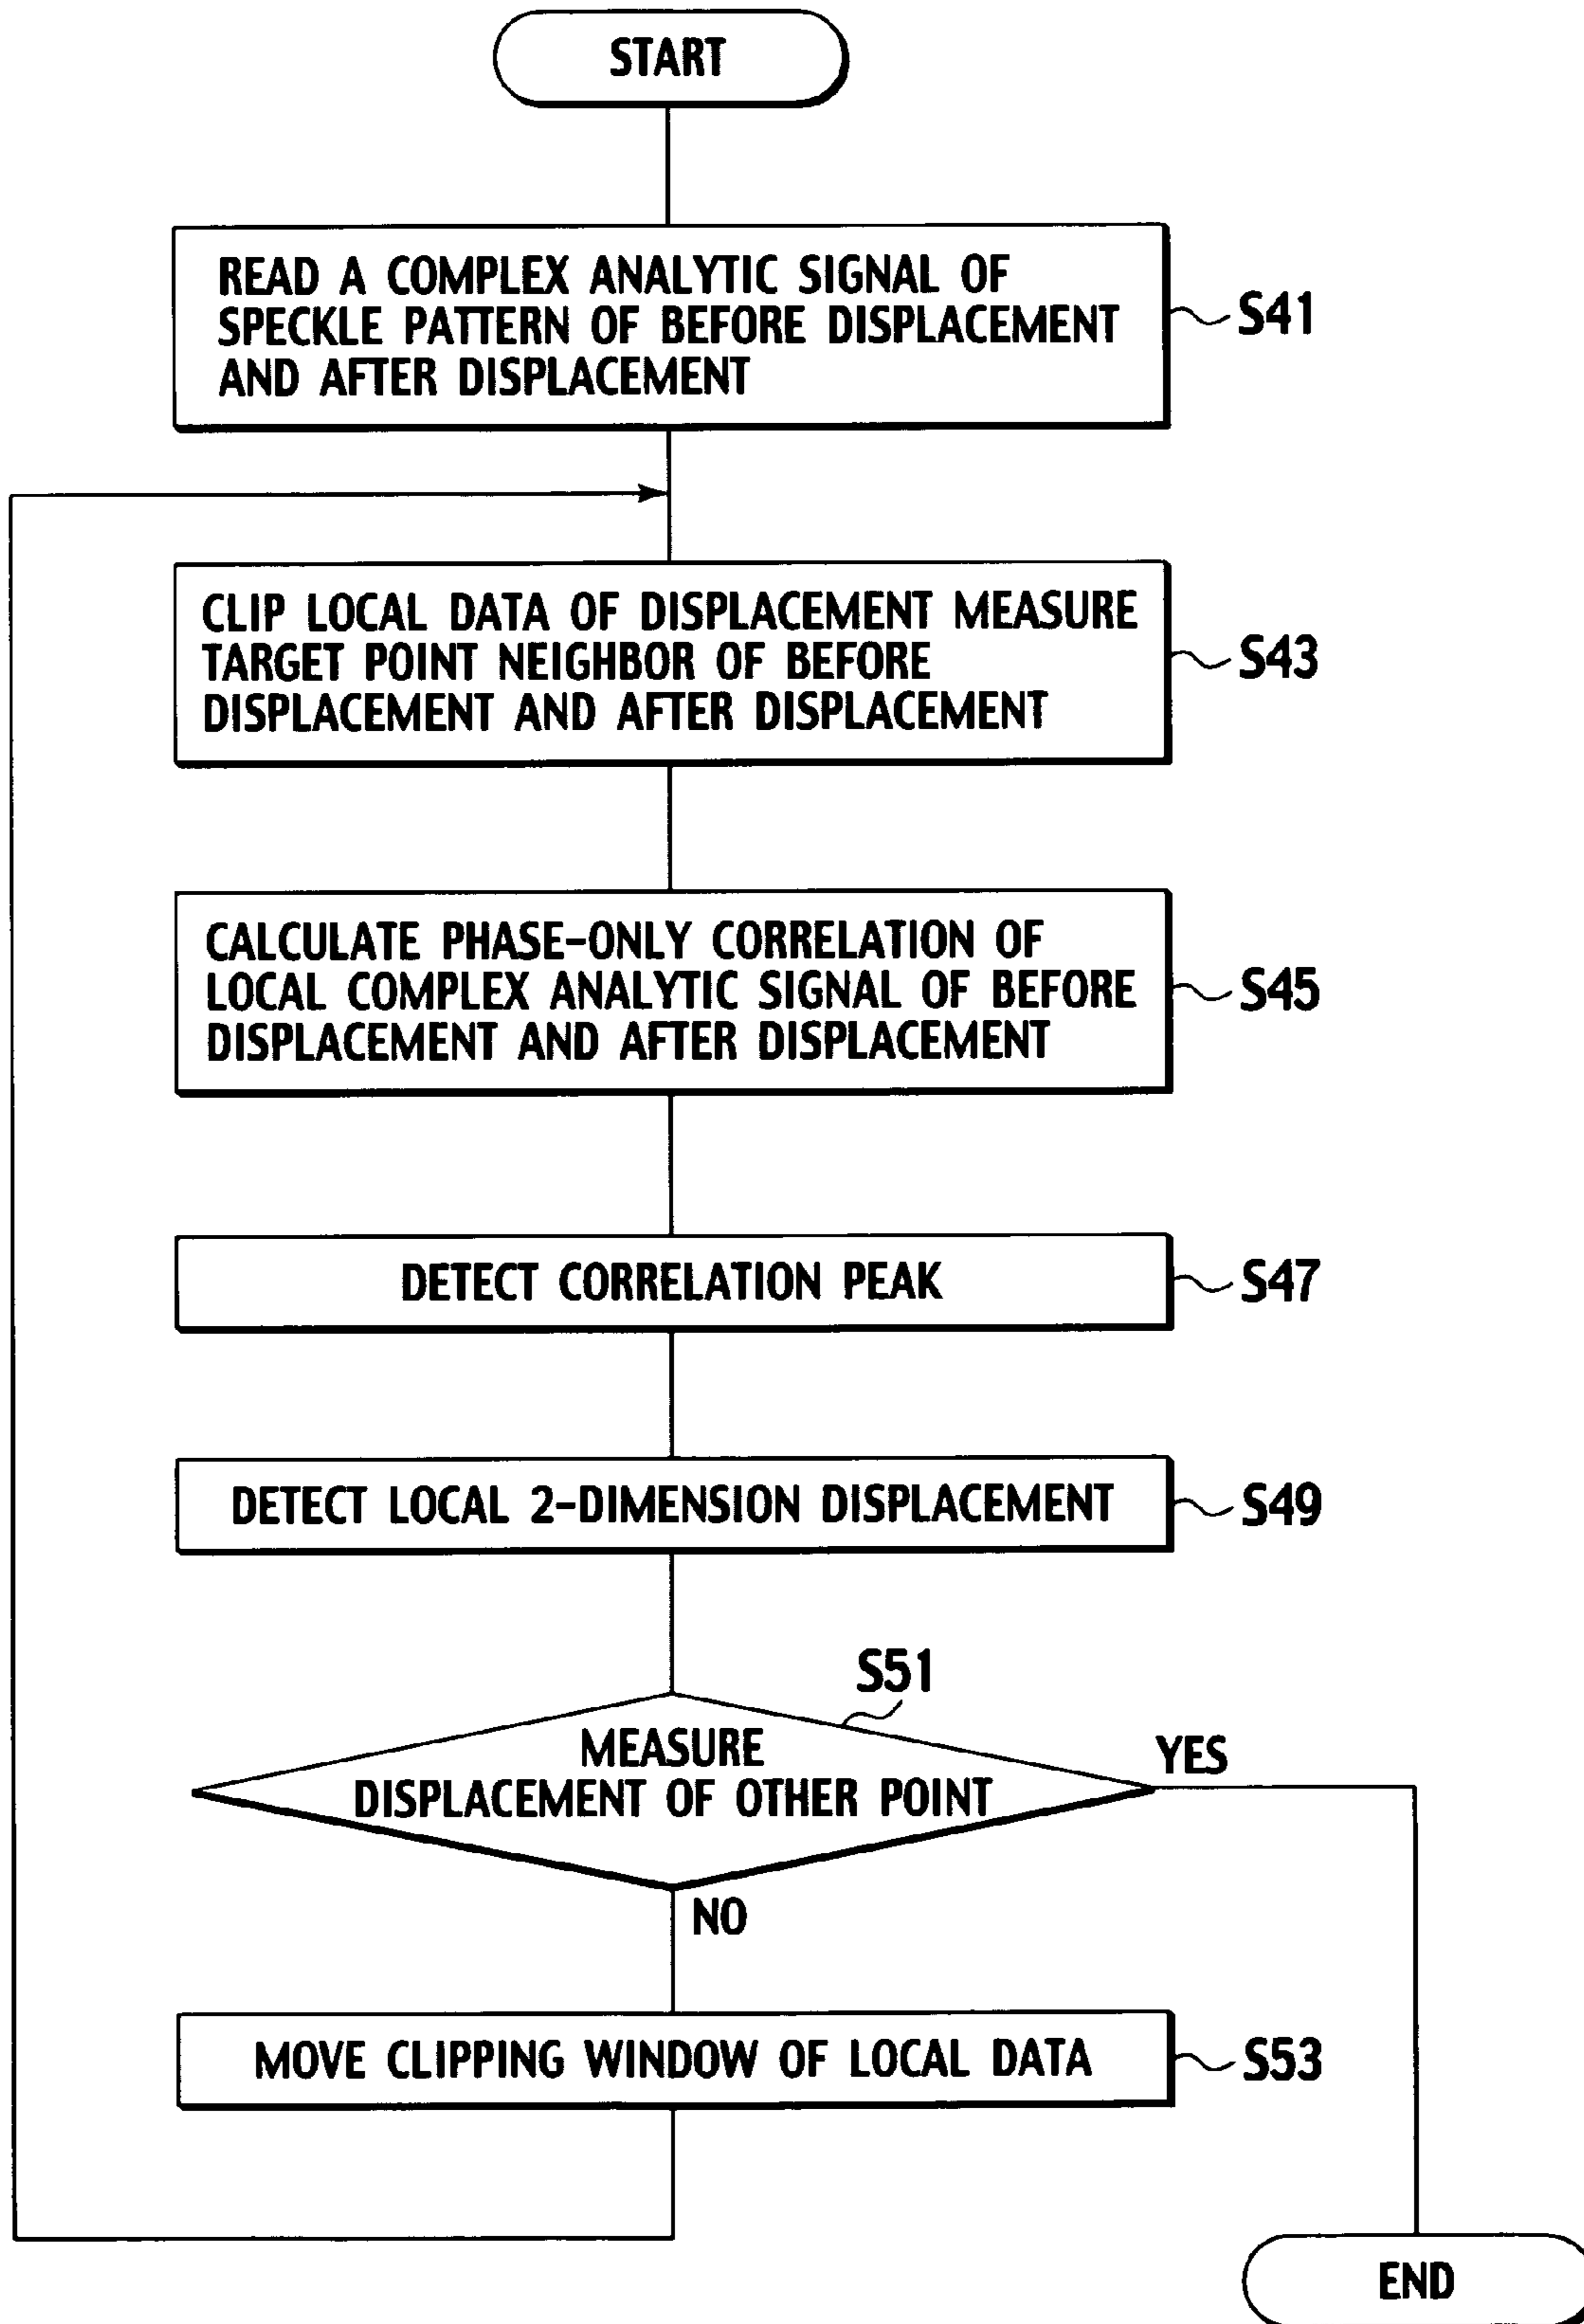 START
READ A COMPLEX ANALYTIC SIGNAL OF
SPECKLE PATTERN OF BEFORE DISPLACEMENT
AND AFTER DISPLACEMENT
S41
CLIP LOCAL DATA OF DISPLACEMENT MEASURE
TARGET POINT NEIGHBOR OF BEFORE
DISPLACEMENT AND AFTER DISPLACEMENT
S43
CALCULATE PHASE-ONLY CORRELATION OF
LOCAL COMPLEX ANALYTIC SIGNAL OF BEFORE
DISPLACEMENT AND AFTER DISPLACEMENT
S45
DETECT CORRELATION PEAK
S47
DETECT LOCAL 2-DIMENSION DISPLACEMENT
S49
S51
MEASURE
DISPLACEMENT OF OTHER POINT
YES
NO
MOVE CLIPPING WINDOW OF LOCAL DATA
S53
END